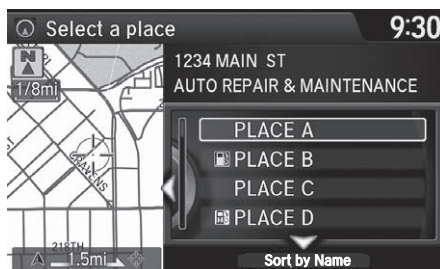 Select a place
9:30
N
1/8mi
1234 MAIN ST
AUTO REPAIR & MAINTENANCE
PLACE A
PLACE B
PLACE C
PLACE D
CRAVENS
218TH
1.5mi
Sort by Name